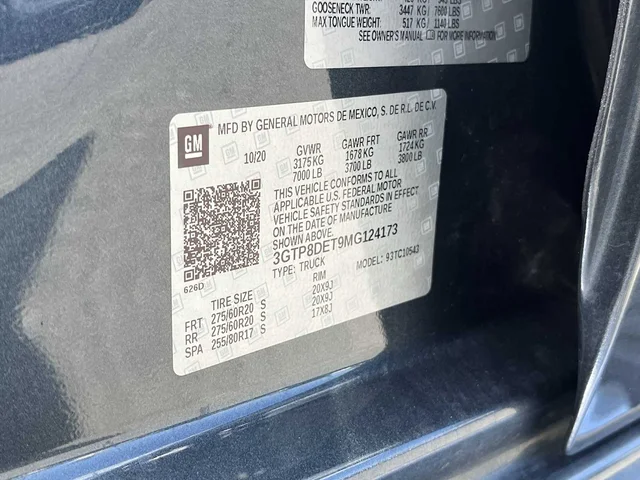 GOOSENECK TWR: 3447 KG / 7600 LBS
MAX TONGUE WEIGHT: 517 KG / 1140 LBS
SEE OWNER'S MANUAL FOR MORE INFORMATION
GM
MFD BY GENERAL MOTORS DE MEXICO, S. DE R.L. DE C.V.
10/20 GVWR GAWR FRT GAWR RR
3175 KG 1678 KG 1724 KG
7000 LB 3700 LB 3800 LB
THIS VEHICLE CONFORMS TO ALL
APPLICABLE U.S. FEDERAL MOTOR
VEHICLE SAFETY STANDARDS IN EFFECT
ON THE DATE OF MANUFACTURE
SHOWN ABOVE.
3GTP8DET9MG124173
TYPE: TRUCK MODEL: 93TC10543
626D
TIRE SIZE RIM
FRT 275/60R20 S 20X9J
RR 275/60R20 S 20X9J
SPA 255/80R17 S 17X8J